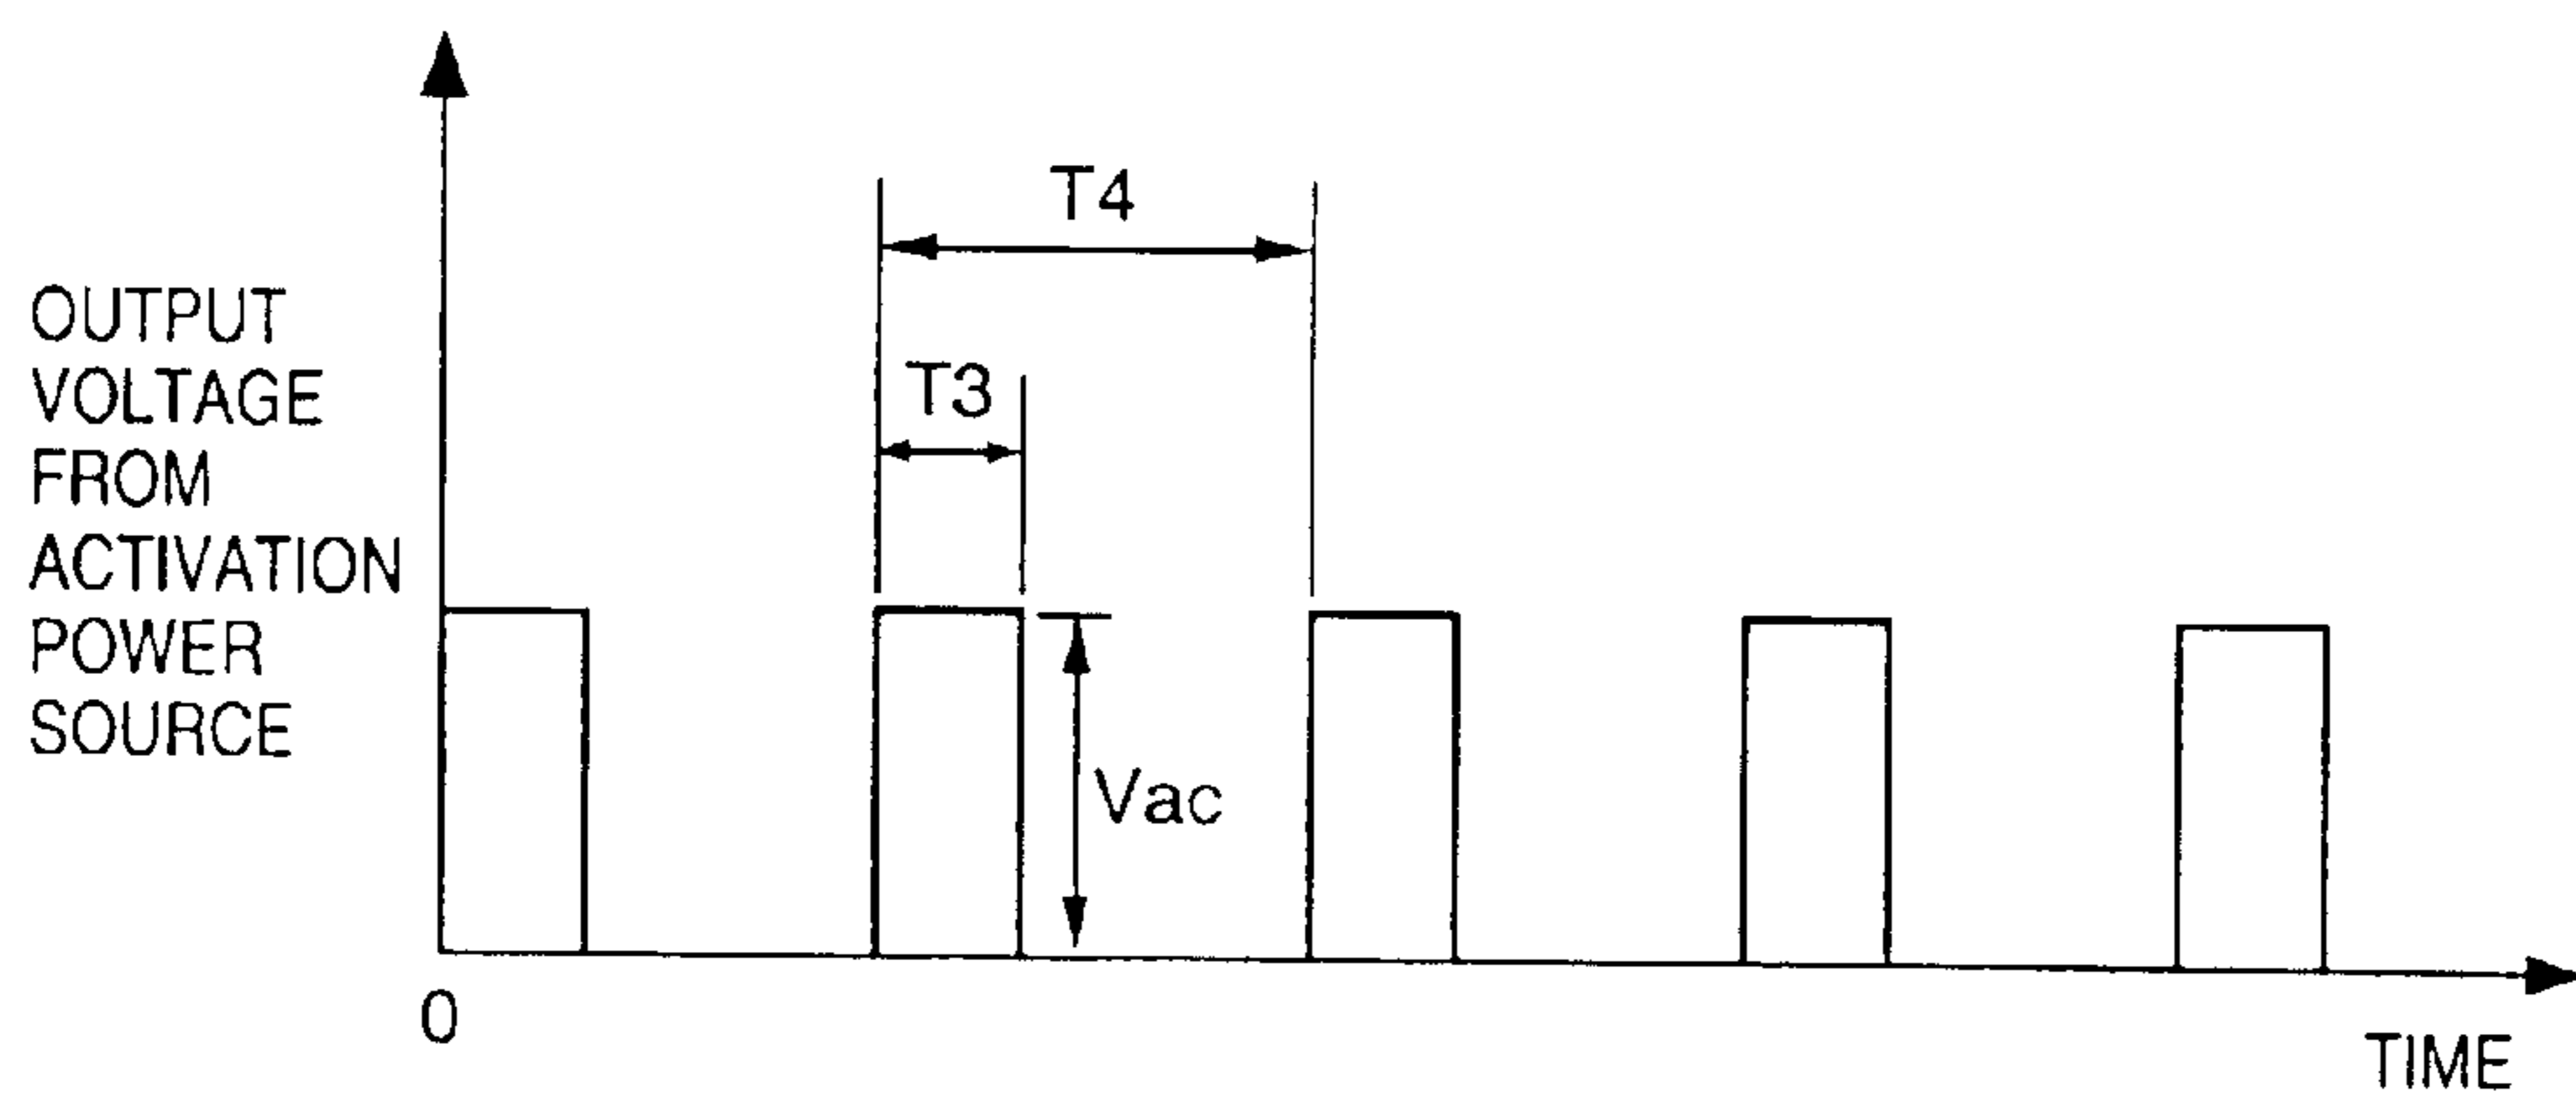 T4
T3
OUTPUT
VOLTAGE
FROM
ACTIVATION
POWER
SOURCE
Vac
0
TIME